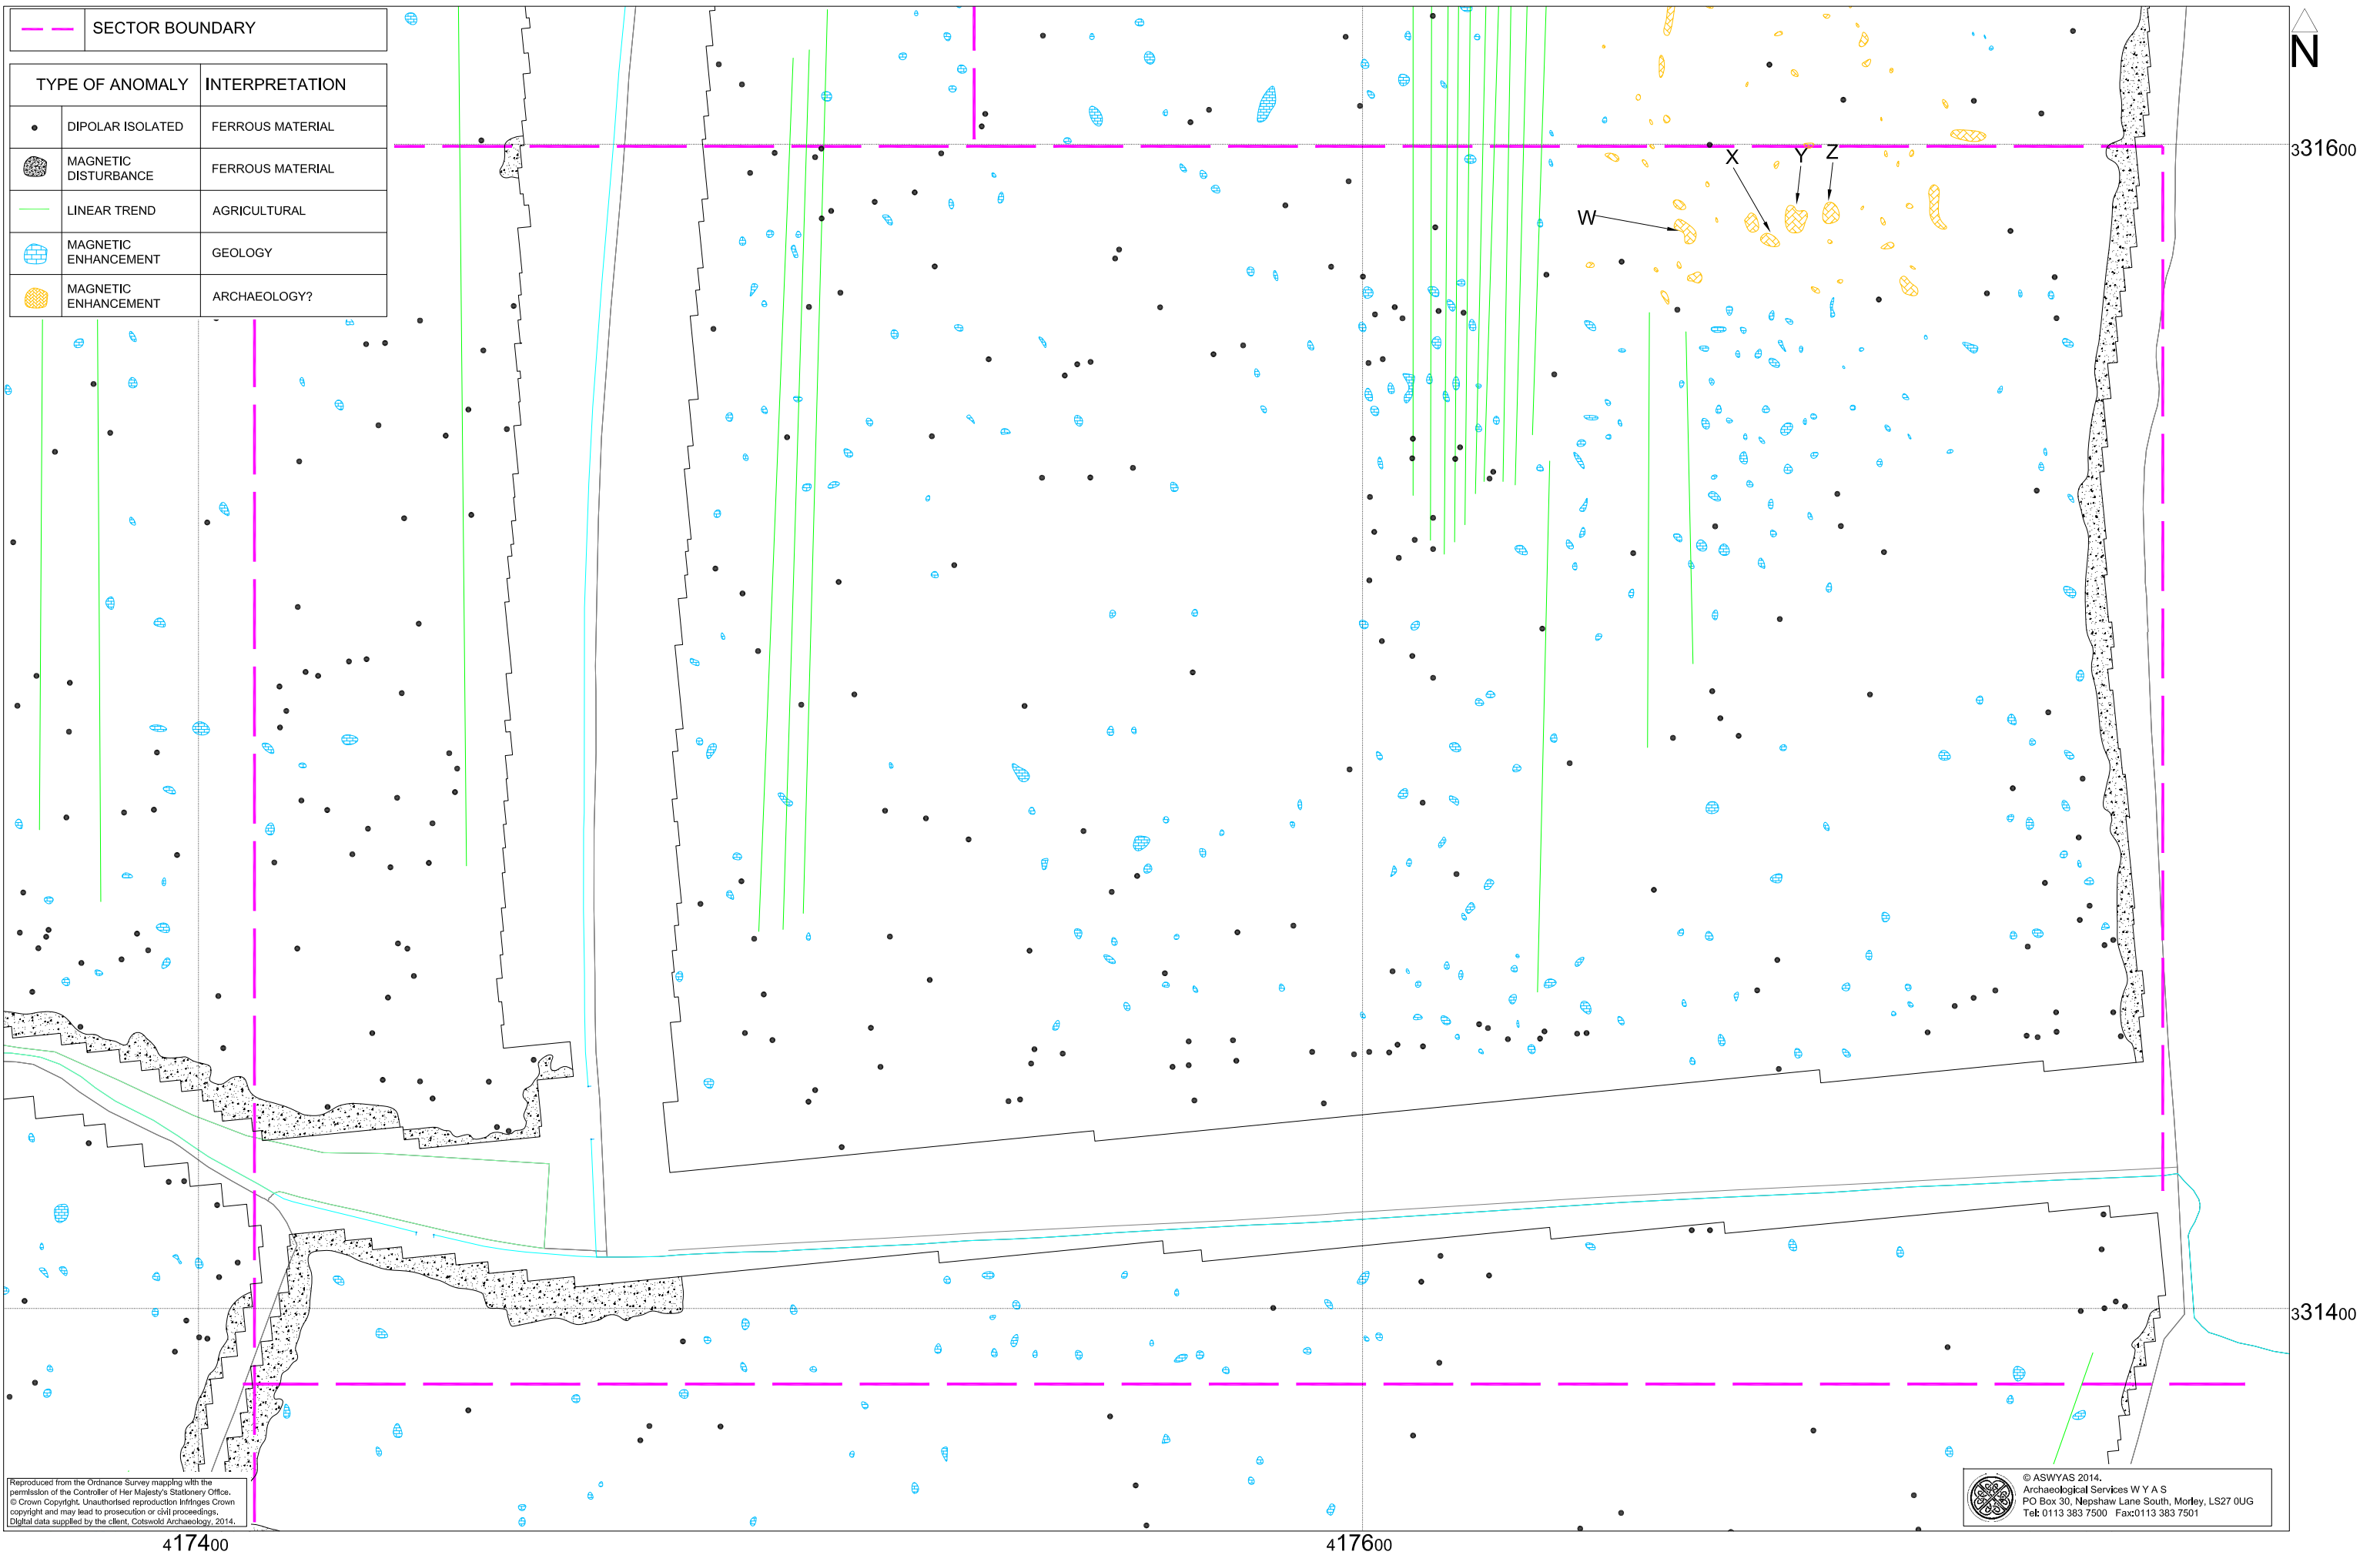 SECTOR BOUNDARY
TYPE OF ANOMALY INTERPRETATION
DIPOLAR ISOLATED FERROUS MATERIAL
MAGNETIC
DISTURBANCE
FERROUS MATERIAL
LINEAR TREND AGRICULTURAL
MAGNETIC
ENHANCEMENT
GEOLOGY
MAGNETIC
ENHANCEMENT
ARCHAEOLOGY?
N
331600
X Y Z
W
331400
Reproduced from the Ordnance Survey mapping with the
permission of the Controller of Her Majesty's Stationery Office.
© Crown Copyright. Unauthorised reproduction infringes Crown
copyright and may lead to prosecution or civil proceedings.
Digital data supplied by the client, Cotswold Archaeology, 2014.
© ASWYAS 2014.
Archaeological Services W Y A S
PO Box 30, Nepshaw Lane South, Morley, LS27 0UG
Tel: 0113 383 7500 Fax:0113 383 7501
417400 417600